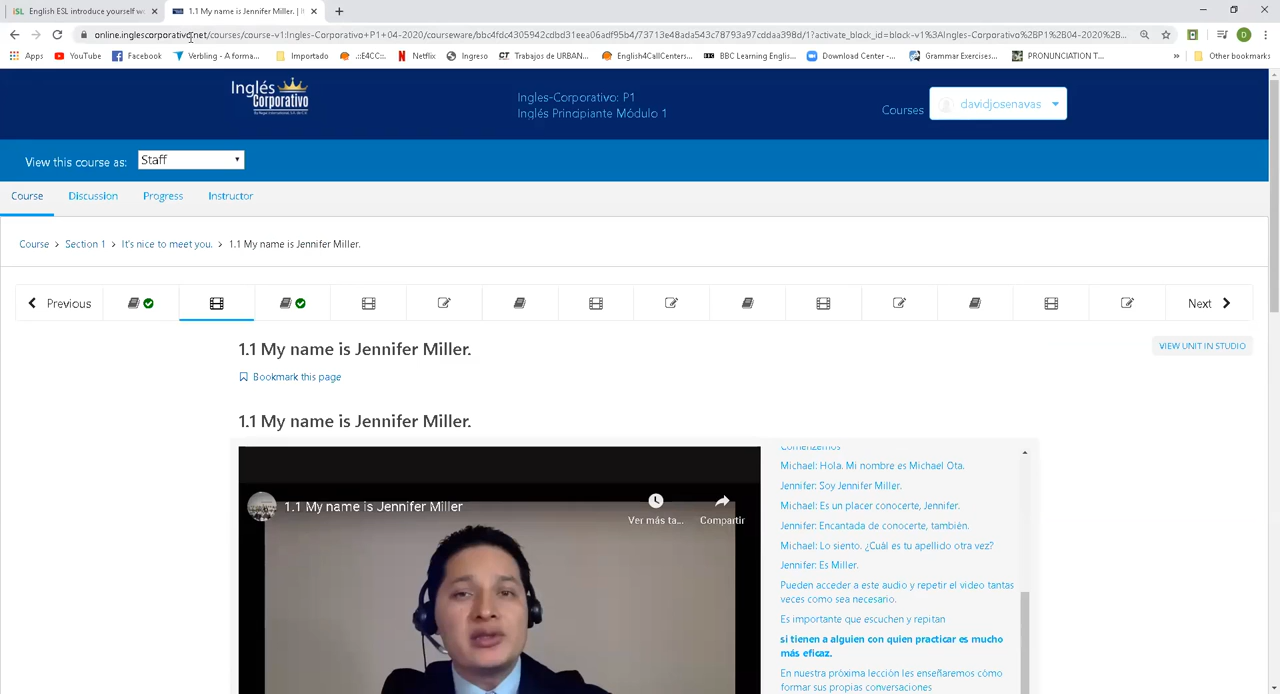 English ESL introduce yourself wo
1.1 My name is Jennifer Miller. | I
online.inglescorporativo.net/courses/course-v1:Ingles-Corporativo+P1+04-2020/courseware/bbc4fdc4305942cdbd31eea06adf95b4/73713e48ada543c78793a97cddaa398d/1?activate_block_id=block-v1%3AIngles-Corporativo%2BP1%2B04-2020%2B...
Apps YouTube Facebook Verbling - A forma... Importado .::E4CC::. Netflix Ingreso Trabajos de URBAN... English4CallCenters... BBC Learning Engli... Download Center -... Grammar Exercises... PRONUNCIATION T... » Other bookmarks
Inglés
Corporativo
Ingles-Corporativo: P1
Inglés Principiante Módulo 1
Courses davidjosenavas
View this course as: Staff
Course Discussion Progress Instructor
Course > Section 1 > It's nice to meet you. > 1.1 My name is Jennifer Miller.
Previous Next
1.1 My name is Jennifer Miller.
VIEW UNIT IN STUDIO
Bookmark this page
1.1 My name is Jennifer Miller.
1.1 My name is Jennifer Miller
Ver más ta... Compartir
Comenzemos
Michael: Hola. Mi nombre es Michael Ota.
Jennifer: Soy Jennifer Miller.
Michael: Es un placer conocerte, Jennifer.
Jennifer: Encantada de conocerte, también.
Michael: Lo siento. ¿Cuál es tu apellido otra vez?
Jennifer: Es Miller.
Pueden acceder a este audio y repetir el video tantas
veces como sea necesario.
Es importante que escuchen y repitan
si tienen a alguien con quien practicar es mucho
más eficaz.
En nuestra próxima lección les enseñaremos cómo
formar sus propias conversaciones